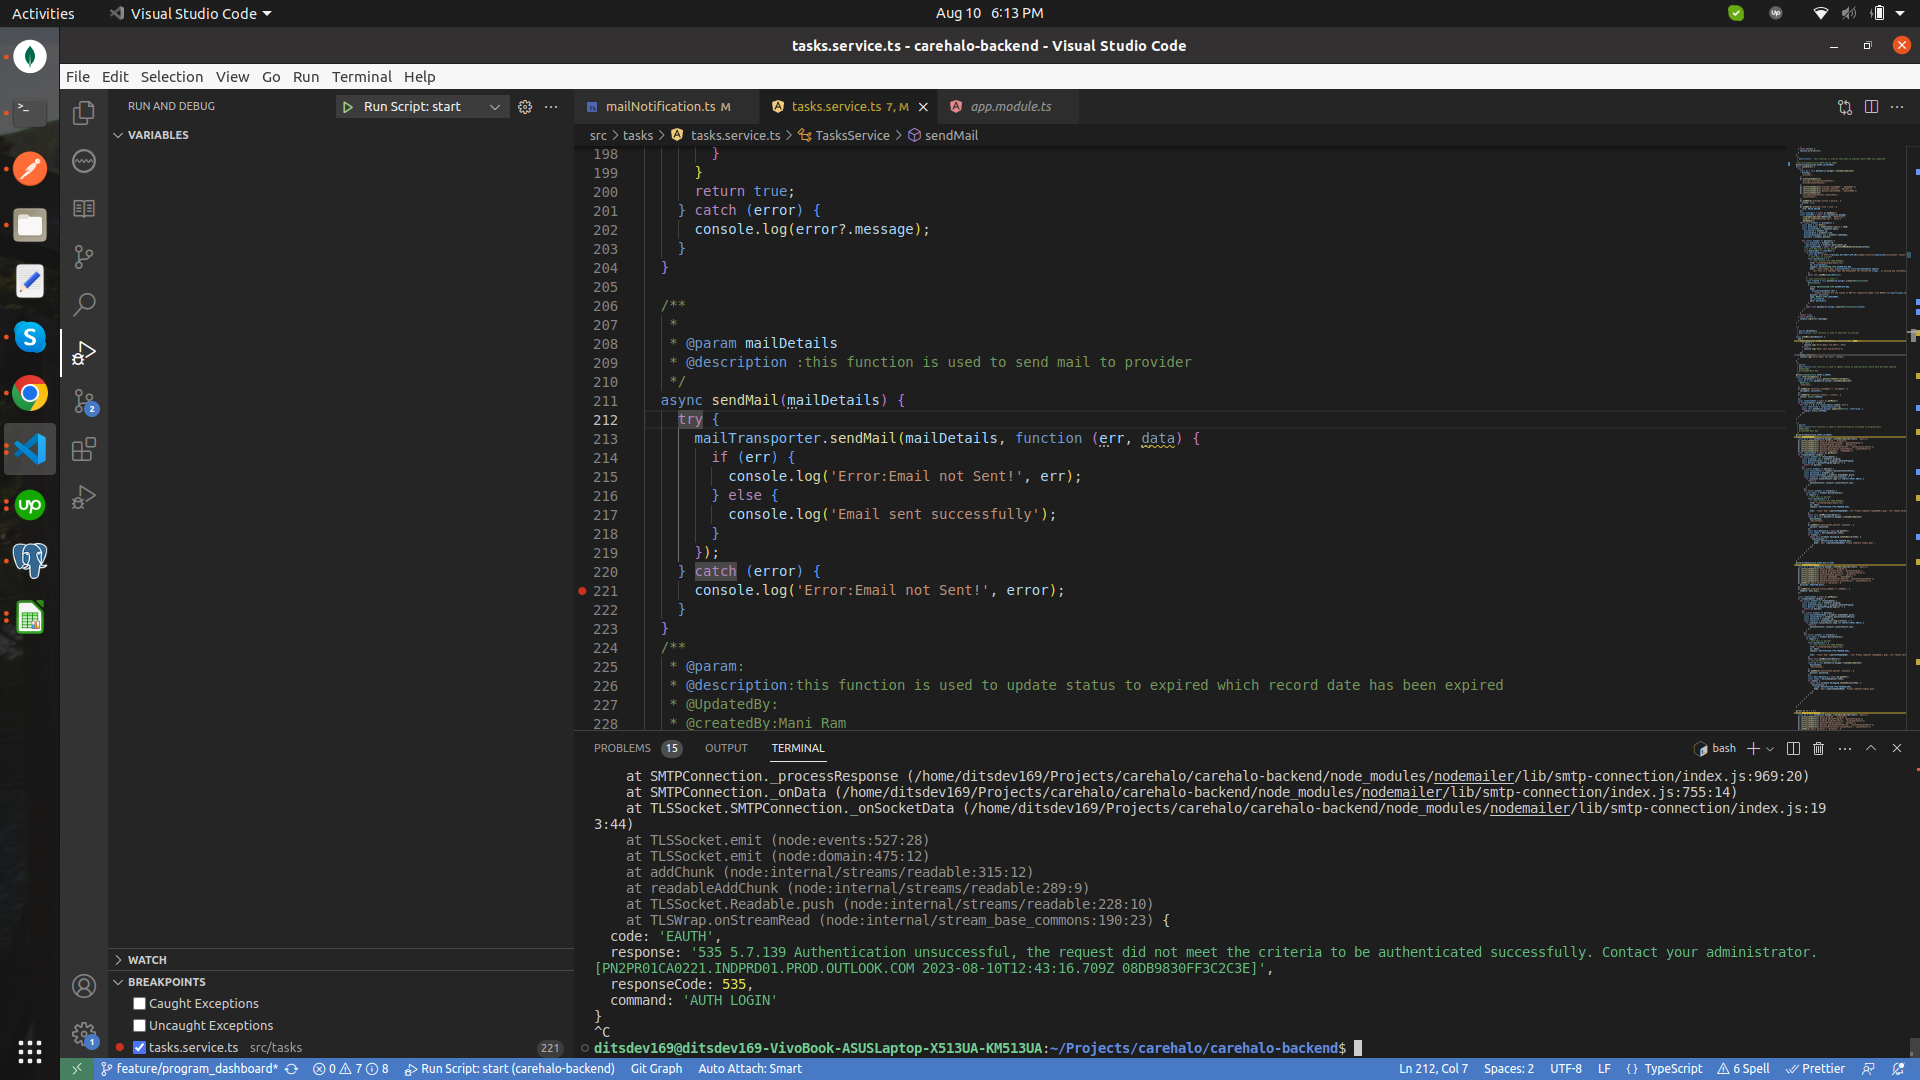 Activities
Visual Studio Code
Aug 10 6:13 PM
tasks.service.ts - carehalo-backend - Visual Studio Code
File Edit Selection View Go Run Terminal Help
RUN AND DEBUG
Run Script: start
VARIABLES
mailNotification.ts M
tasks.service.ts 7, M
app.module.ts
src > tasks > tasks.service.ts > TasksService > sendMail
198 }
199 }
200 return true;
201 } catch (error) {
202 console.log(error?.message);
203 }
204 }
205
206 /**
207 *
208 * @param mailDetails
209 * @description :this function is used to send mail to provider
210 */
211 async sendMail(mailDetails) {
212 try {
213 mailTransporter.sendMail(mailDetails, function (err, data) {
214 if (err) {
215 console.log('Error:Email not Sent!', err);
216 } else {
217 console.log('Email sent successfully');
218 }
219 });
220 } catch (error) {
221 console.log('Error:Email not Sent!', error);
222 }
223 }
224 /**
225 * @param:
226 * @description:this function is used to update status to expired which record date has been expired
227 * @UpdatedBy:
228 * @createdBy:Mani Ram
PROBLEMS 15 OUTPUT TERMINAL
bash
at SMTPConnection._processResponse (/home/ditsdev169/Projects/carehalo/carehalo-backend/node_modules/nodemailer/lib/smtp-connection/index.js:969:20)
at SMTPConnection._onData (/home/ditsdev169/Projects/carehalo/carehalo-backend/node_modules/nodemailer/lib/smtp-connection/index.js:755:14)
at TLSSocket.SMTPConnection._onSocketData (/home/ditsdev169/Projects/carehalo/carehalo-backend/node_modules/nodemailer/lib/smtp-connection/index.js:19
3:44)
at TLSSocket.emit (node:events:527:28)
at TLSSocket.emit (node:domain:475:12)
at addChunk (node:internal/streams/readable:315:12)
at readableAddChunk (node:internal/streams/readable:289:9)
at TLSSocket.Readable.push (node:internal/streams/readable:228:10)
at TLSWrap.onStreamRead (node:internal/stream_base_commons:190:23) {
code: 'EAUTH',
response: '535 5.7.139 Authentication unsuccessful, the request did not meet the criteria to be authenticated successfully. Contact your administrator.
[PN2PR01CA0221.INDPRD01.PROD.OUTLOOK.COM 2023-08-10T12:43:16.709Z 08DB9830FF3C2C3E]',
responseCode: 535,
command: 'AUTH LOGIN'
}
^C
ditsdev169@ditsdev169-VivoBook-ASUSLaptop-X513UA-KM513UA:~/Projects/carehalo/carehalo-backend$
WATCH
BREAKPOINTS
Caught Exceptions
Uncaught Exceptions
tasks.service.ts src/tasks 221
2
1
feature/program_dashboard* 0 7 8 Run Script: start (carehalo-backend) Git Graph Auto Attach: Smart
Ln 212, Col 7 Spaces: 2 UTF-8 LF {} TypeScript 6 Spell Prettier